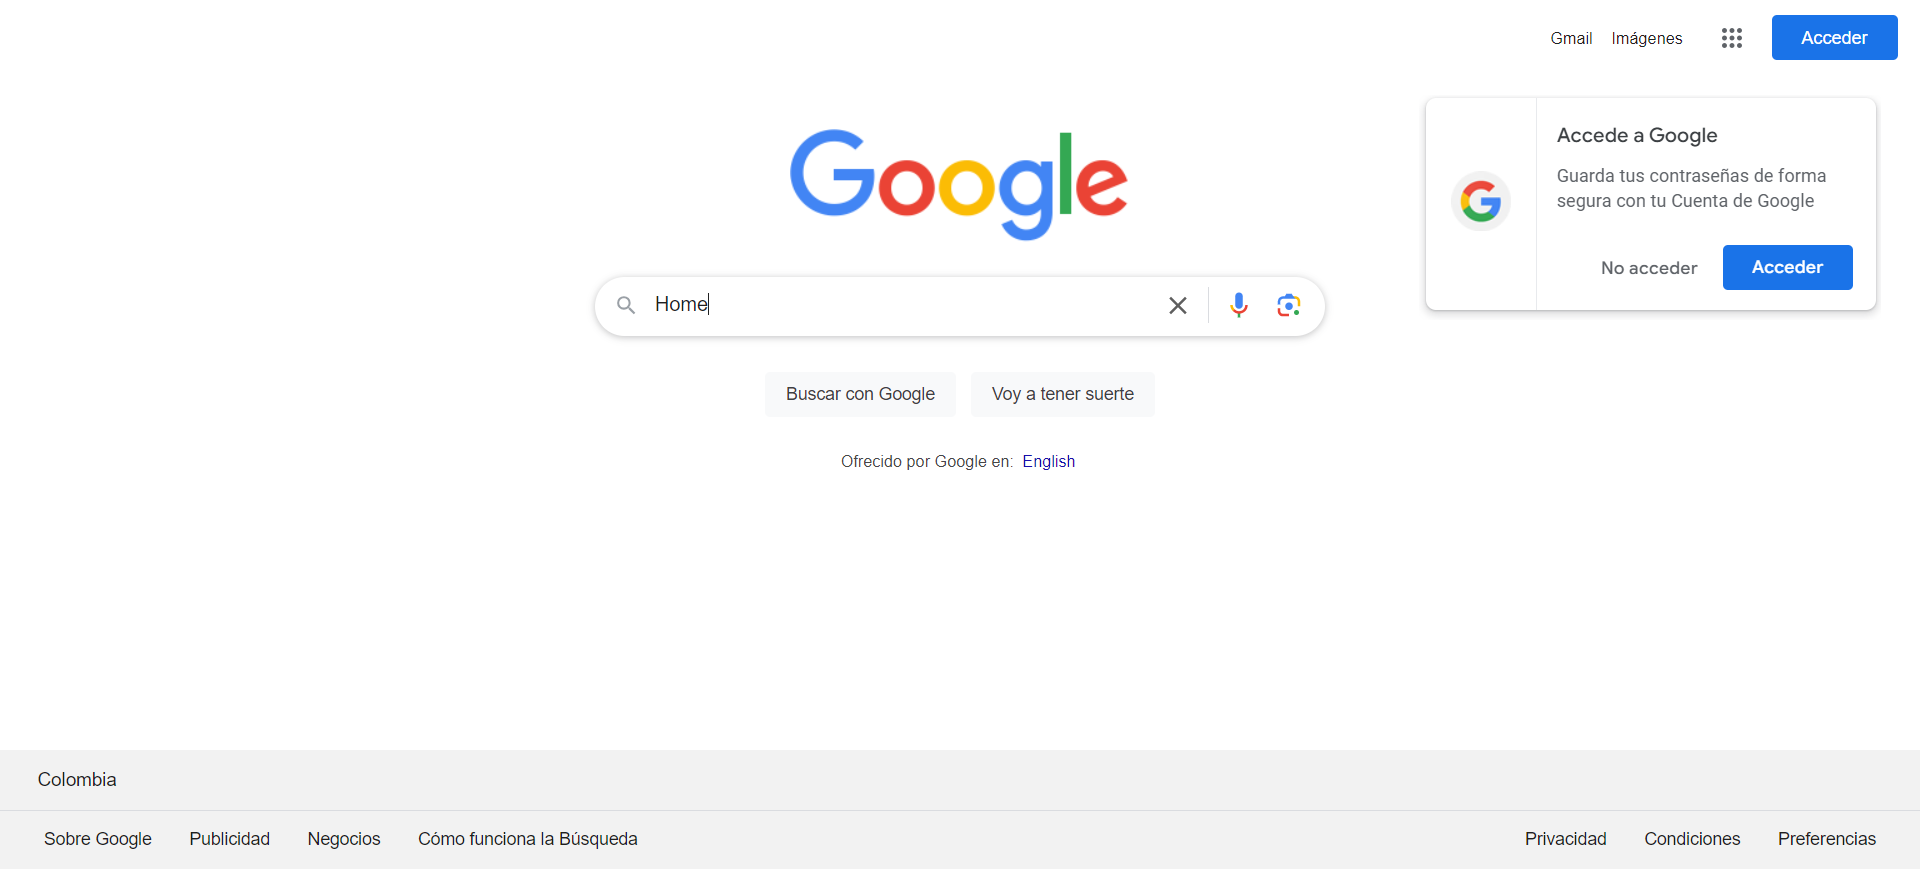 Gmail Imágenes Acceder
Google
Accede a Google
Guarda tus contraseñas de forma
segura con tu Cuenta de Google
No acceder Acceder
Home
Buscar con Google Voy a tener suerte
Ofrecido por Google en: English
Colombia
Sobre Google Publicidad Negocios Cómo funciona la Búsqueda Privacidad Condiciones Preferencias